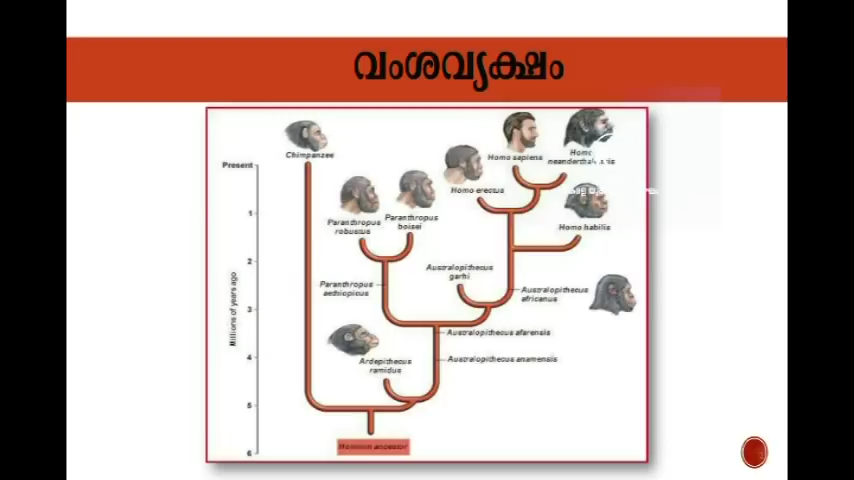 വംശവൃക്ഷം
Chimpanzee
Homo sapiens
Homo
neanderthalensis
Present
Homo erectus
Paranthropus
robustus
Paranthropus
boisei
1
Homo habilis
2
Australopithecus
garhi
Paranthropus
aethiopicus
Australopithecus
africanus
3
Millions of years ago
Australopithecus afarensis
4
Ardepithecus
ramidus
Australopithecus anamensis
5
Hominin ancestor
6